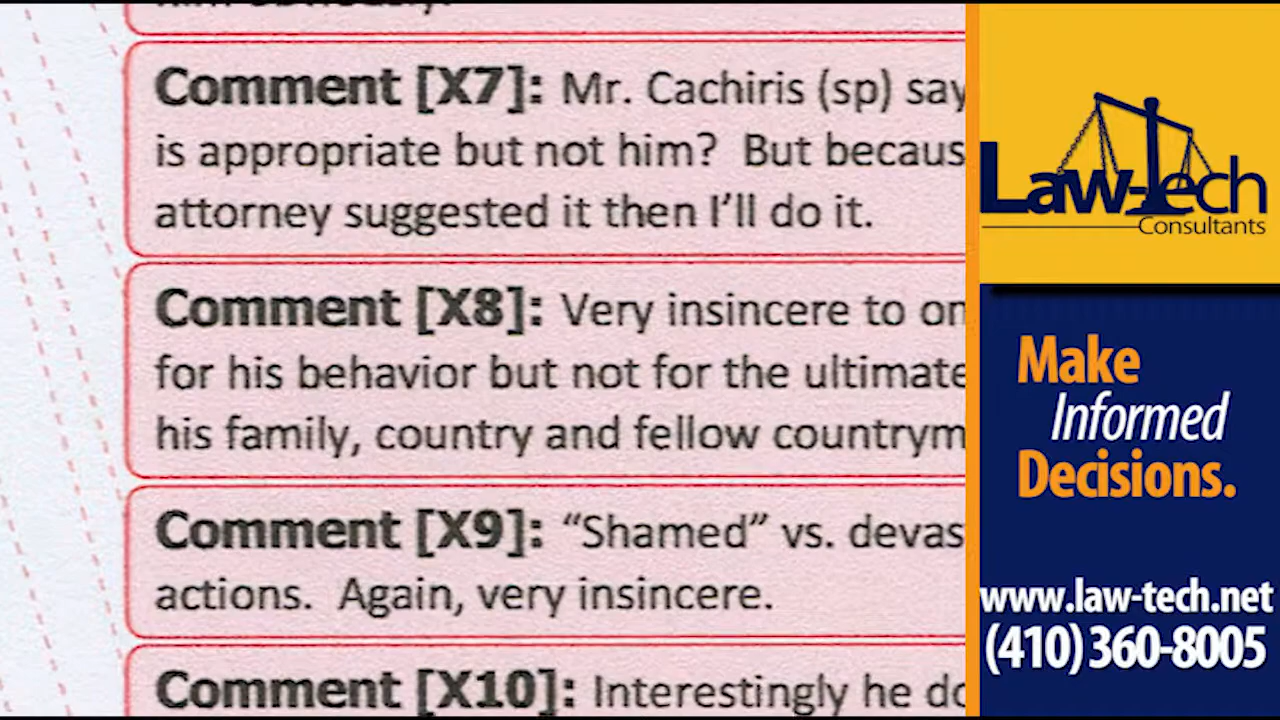 Comment [X7]: Mr. Cachiris (sp) say
is appropriate but not him? But becaus
attorney suggested it then I'll do it.
Comment [X8]: Very insincere to on
for his behavior but not for the ultimate
his family, country and fellow countrym
Comment [X9]: “Shamed” vs. devas
actions. Again, very insincere.
Comment [X10]: Interestingly he do
Law-Tech
Consultants
Make
Informed
Decisions.
www.law-tech.net
(410) 360-8005